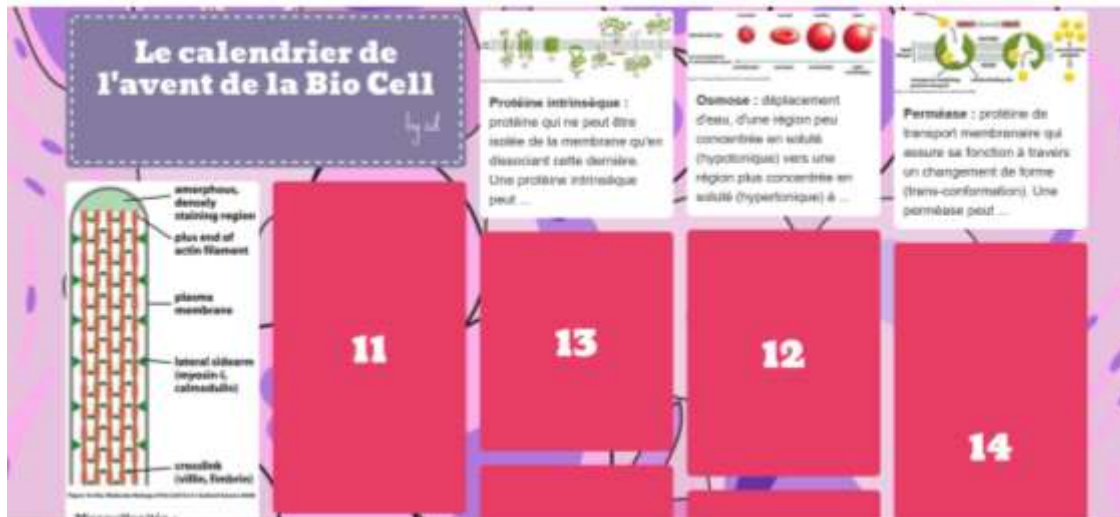 Le calendrier de
l'avent de la Bio Cell
amorphous,
densely
staining region
plus end of
actin filament
plasma
membrane
lateral sidearm
(myosin-I,
calmodulin)
crosslink
(villin, fimbrin)
11
Protéine intrinsèque :
protéine qui ne peut être
isolée de la membrane qu'en
dissociant cette dernière.
Une protéine intrinsèque
peut ...
13
Osmose : déplacement
d'eau, d'une région peu
concentrée en soluté
(hypotonique) vers une
région plus concentrée en
soluté (hypertonique) à ...
12
Perméase : protéine de
transport membranaire qui
assure sa fonction à travers
un changement de forme
(trans-conformation). Une
perméase peut ...
14